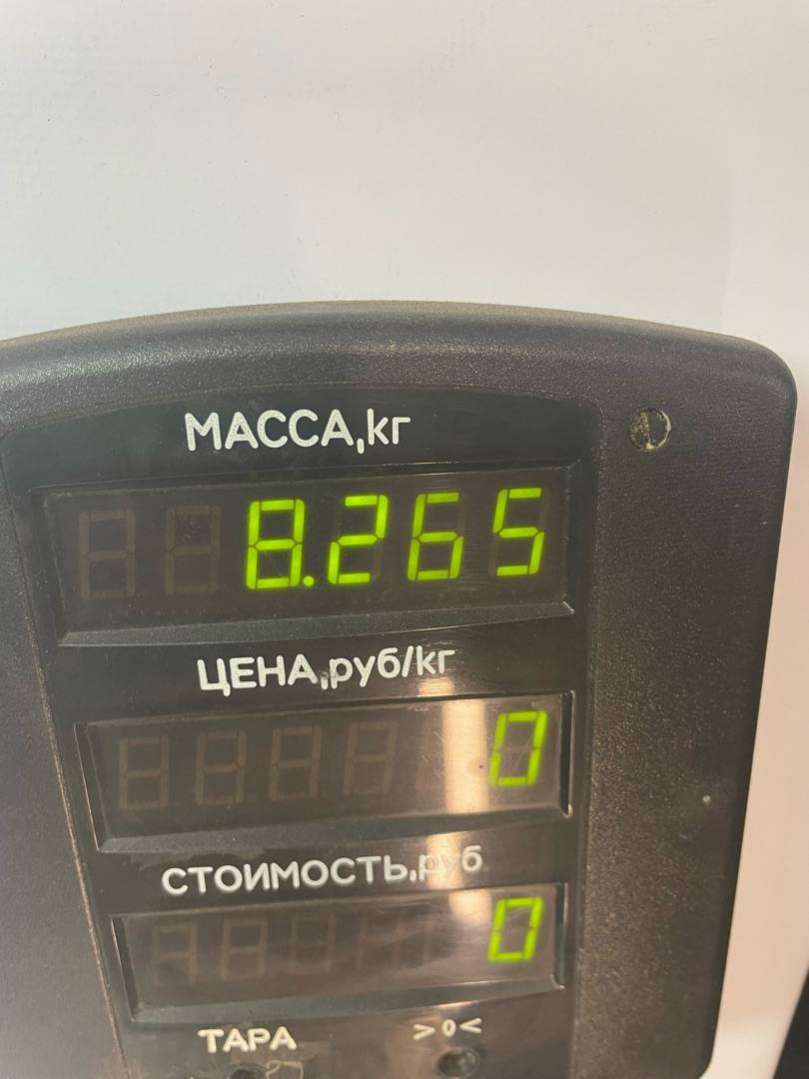 МАССА,кг
8.265
ЦЕНА,руб/кг
0
СТОИМОСТЬ,руб
0
ТАРА >0<